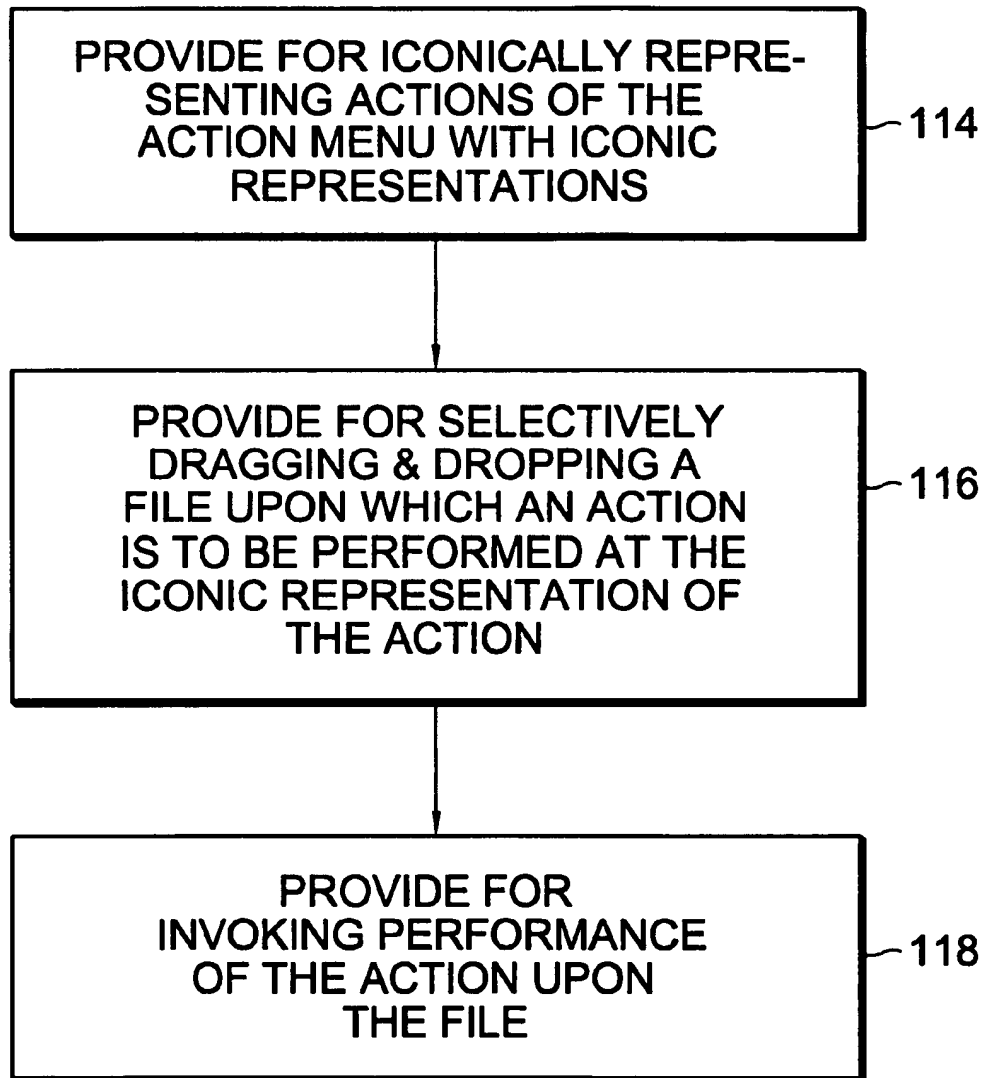 PROVIDE FOR ICONICALLY REPRE-
SENTING ACTIONS OF THE
ACTION MENU WITH ICONIC
REPRESENTATIONS
114
PROVIDE FOR SELECTIVELY
DRAGGING & DROPPING A
FILE UPON WHICH AN ACTION
IS TO BE PERFORMED AT THE
ICONIC REPRESENTATION OF
THE ACTION
116
PROVIDE FOR
INVOKING PERFORMANCE
OF THE ACTION UPON
THE FILE
118